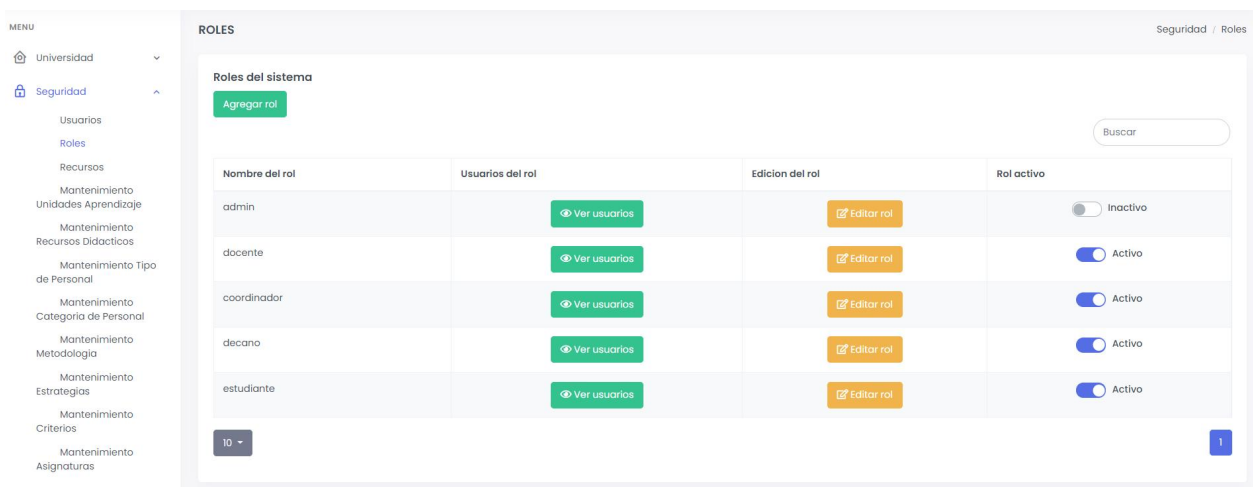 MENU
Universidad
Seguridad
Usuarios
Roles
Recursos
Mantenimiento
Unidades Aprendizaje
Mantenimiento
Recursos Didacticos
Mantenimiento Tipo
de Personal
Mantenimiento
Categoria de Personal
Mantenimiento
Metodologia
Mantenimiento
Estrategias
Mantenimiento
Criterios
Mantenimiento
Asignaturas
ROLES
Seguridad / Roles
Roles del sistema
Agregar rol
Buscar
Nombre del rol Usuarios del rol Edicion del rol Rol activo
admin Ver usuarios Editar rol Inactivo
docente Ver usuarios Editar rol Activo
coordinador Ver usuarios Editar rol Activo
decano Ver usuarios Editar rol Activo
estudiante Ver usuarios Editar rol Activo
10 1